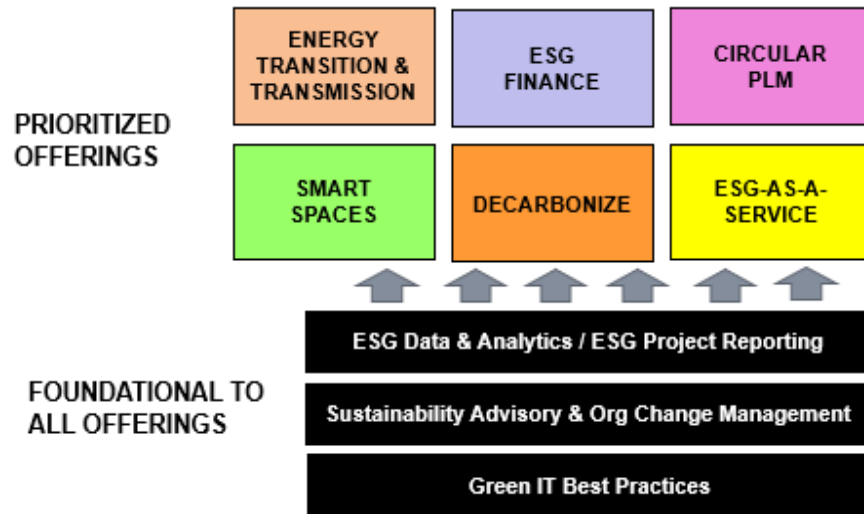 ENERGY
TRANSITION &
TRANSMISSION
ESG
FINANCE
CIRCULAR
PLM
PRIORITIZED
OFFERINGS
SMART
SPACES
DECARBONIZE
ESG-AS-A-
SERVICE
ESG Data & Analytics / ESG Project Reporting
FOUNDATIONAL TO
ALL OFFERINGS
Sustainability Advisory & Org Change Management
Green IT Best Practices